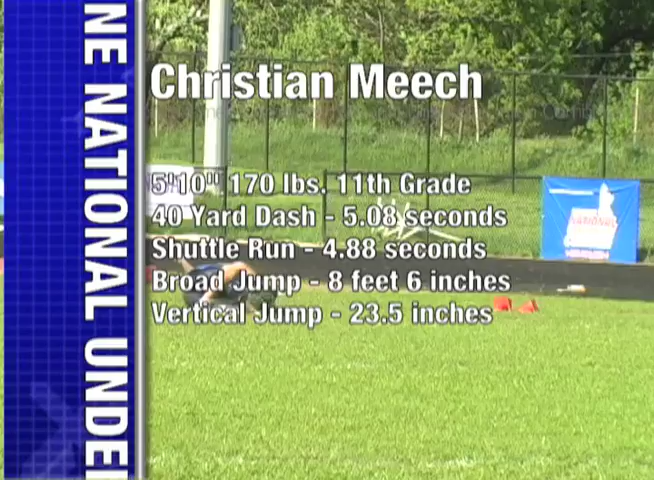 NE NATIONAL UNDE
Christian Meech
5'10" 170 lbs. 11th Grade
40 Yard Dash - 5.08 seconds
Shuttle Run - 4.88 seconds
Broad Jump - 8 feet 6 inches
Vertical Jump - 23.5 inches
NATIONAL